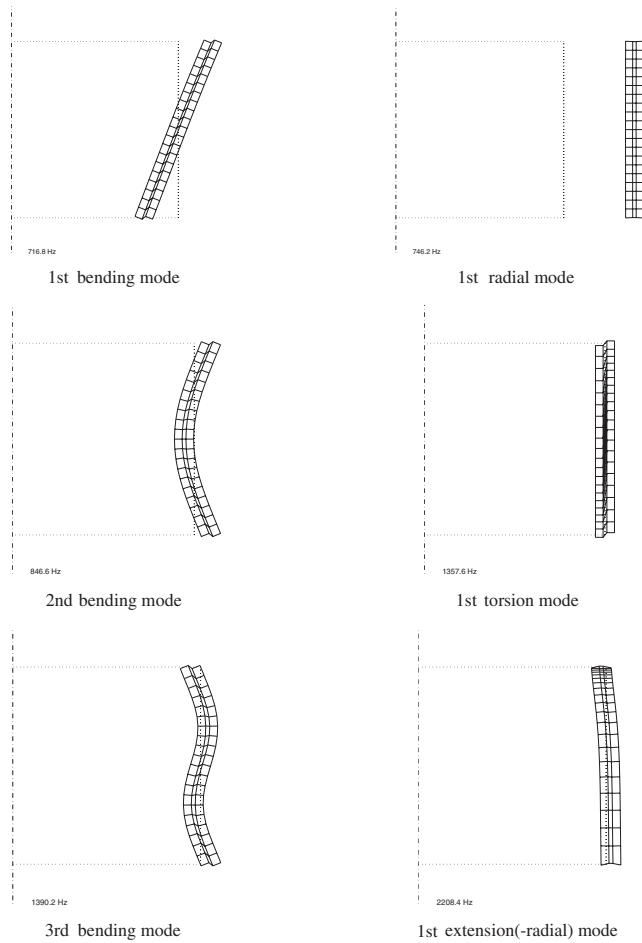 716.8 Hz
1st bending mode
746.2 Hz
1st radial mode
846.6 Hz
2nd bending mode
1357.6 Hz
1st torsion mode
1390.2 Hz
3rd bending mode
2208.4 Hz
1st extension(-radial) mode